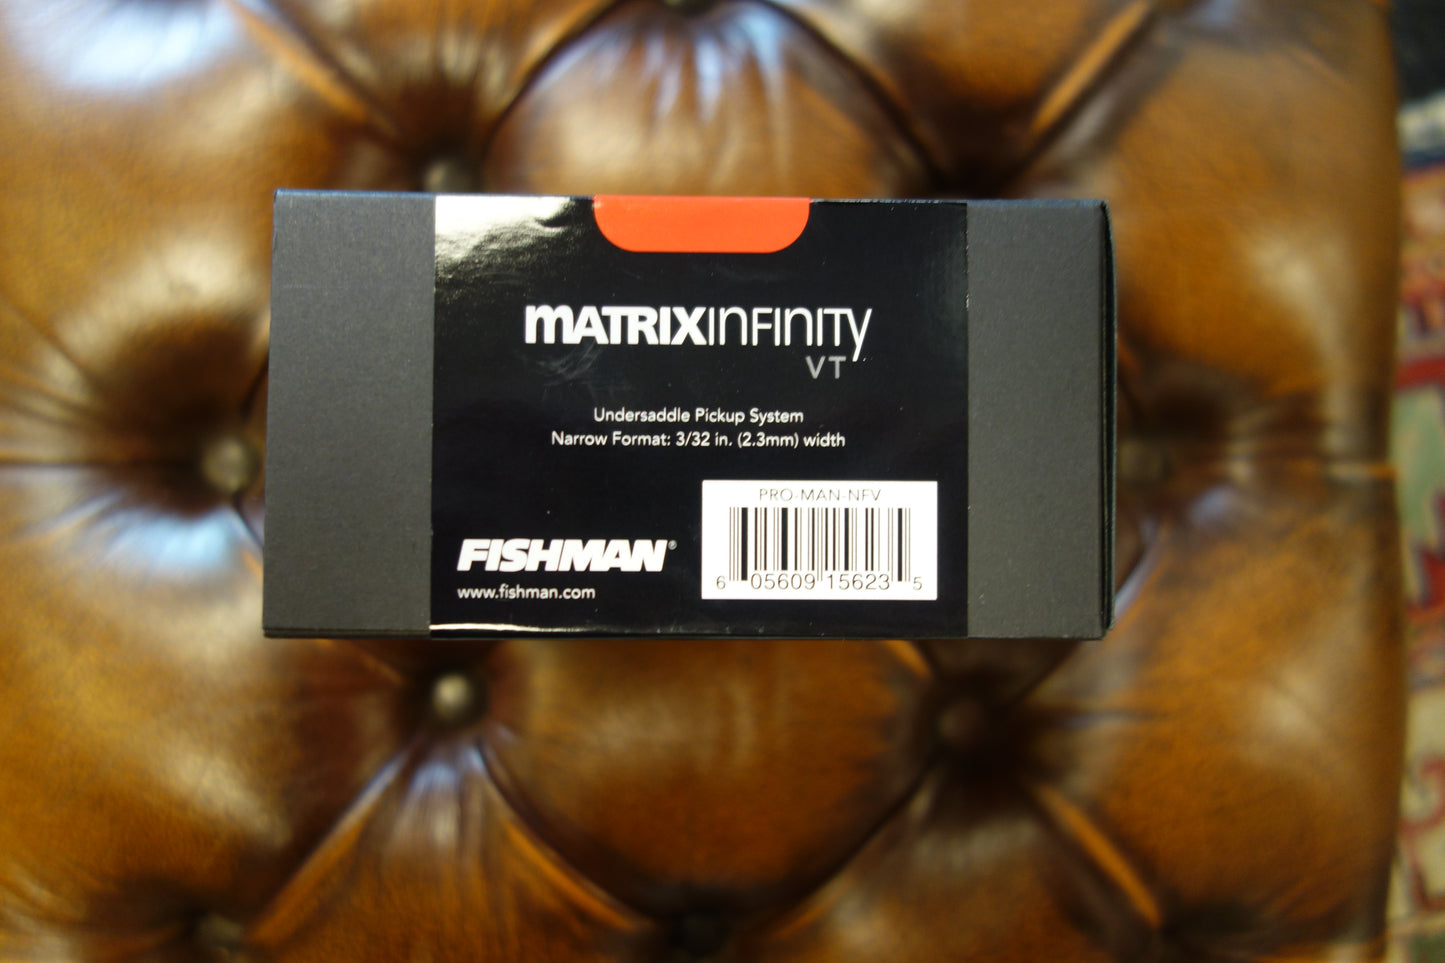 MATRIXINFINITY
VT
Undersaddle Pickup System
Narrow Format: 3/32 in. (2.3mm) width
PRO-MAN-NFV
FISHMAN®
www.fishman.com
6 05609 15623 5